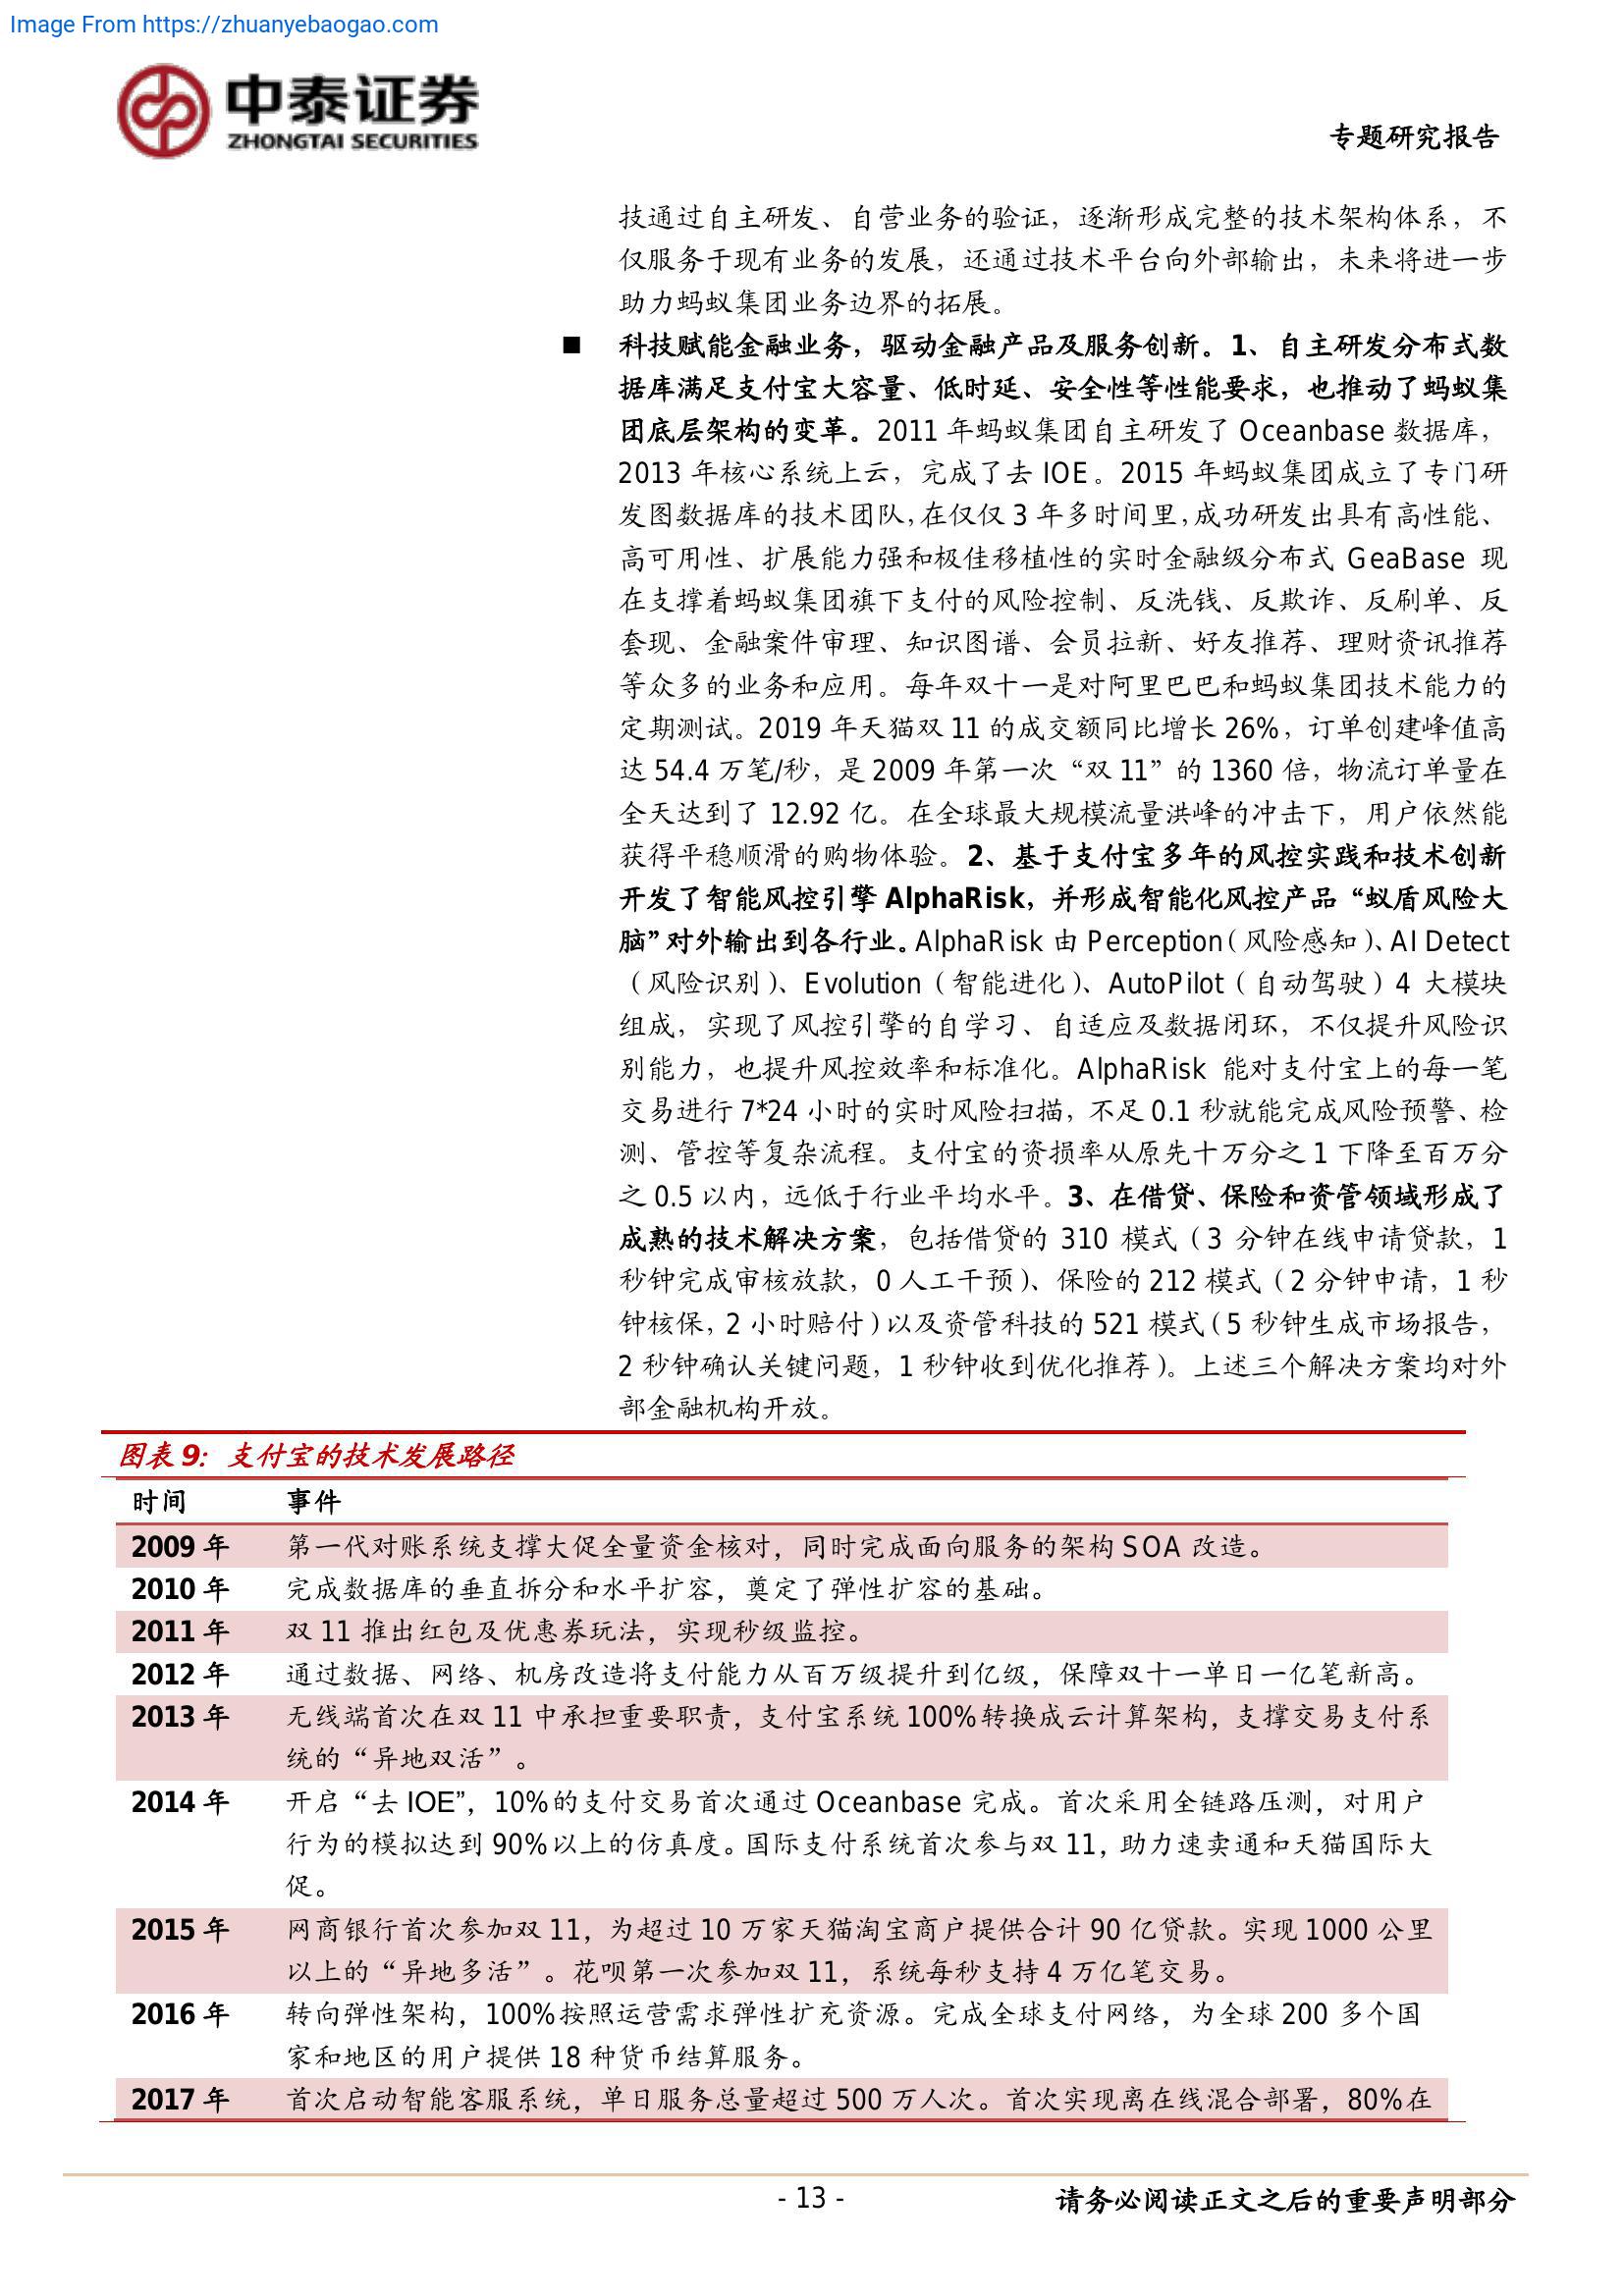 Image From https://zhuanyebaogao.com
中泰证券
ZHONGTAI SECURITIES
专题研究报告
技通过自主研发、自营业务的验证，逐渐形成完整的技术架构体系，不
仅服务于现有业务的发展，还通过技术平台向外部输出，未来将进一步
助力蚂蚁集团业务边界的拓展。
■ 科技赋能金融业务，驱动金融产品及服务创新。1、自主研发分布式数
据库满足支付宝大容量、低时延、安全性等性能要求，也推动了蚂蚁集
团底层架构的变革。2011 年蚂蚁集团自主研发了 Oceanbase 数据库，
2013 年核心系统上云，完成了去 IOE。2015 年蚂蚁集团成立了专门研
发图数据库的技术团队，在仅仅 3 年多时间里，成功研发出具有高性能、
高可用性、扩展能力强和极佳移植性的实时金融级分布式 GeaBase 现
在支撑着蚂蚁集团旗下支付的风险控制、反洗钱、反欺诈、反刷单、反
套现、金融案件审理、知识图谱、会员拉新、好友推荐、理财资讯推荐
等众多的业务和应用。每年双十一是对阿里巴巴和蚂蚁集团技术能力的
定期测试。2019 年天猫双 11 的成交额同比增长 26%，订单创建峰值高
达 54.4 万笔/秒，是 2009 年第一次“双 11”的 1360 倍，物流订单量在
全天达到了 12.92 亿。在全球最大规模流量洪峰的冲击下，用户依然能
获得平稳顺滑的购物体验。2、基于支付宝多年的风控实践和技术创新
开发了智能风控引擎 AlphaRisk，并形成智能化风控产品“蚁盾风险大
脑”对外输出到各行业。AlphaRisk 由 Perception（风险感知）、AI Detect
（风险识别）、Evolution（智能进化）、AutoPilot（自动驾驶）4 大模块
组成，实现了风控引擎的自学习、自适应及数据闭环，不仅提升风险识
别能力，也提升风控效率和标准化。AlphaRisk 能对支付宝上的每一笔
交易进行 7*24 小时的实时风险扫描，不足 0.1 秒就能完成风险预警、检
测、管控等复杂流程。支付宝的资损率从原先十万分之 1 下降至百万分
之 0.5 以内，远低于行业平均水平。3、在借贷、保险和资管领域形成了
成熟的技术解决方案，包括借贷的 310 模式（3 分钟在线申请贷款，1
秒钟完成审核放款，0 人工干预）、保险的 212 模式（2 分钟申请，1 秒
钟核保，2 小时赔付）以及资管科技的 521 模式（5 秒钟生成市场报告，
2 秒钟确认关键问题，1 秒钟收到优化推荐）。上述三个解决方案均对外
部金融机构开放。
图表 9：支付宝的技术发展路径
时间 事件
2009 年 第一代对账系统支撑大促全量资金核对，同时完成面向服务的架构 SOA 改造。
2010 年 完成数据库的垂直拆分和水平扩容，奠定了弹性扩容的基础。
2011 年 双 11 推出红包及优惠券玩法，实现秒级监控。
2012 年 通过数据、网络、机房改造将支付能力从百万级提升到亿级，保障双十一单日一亿笔新高。
2013 年 无线端首次在双 11 中承担重要职责，支付宝系统 100%转换成云计算架构，支撑交易支付系
统的“异地双活”。
2014 年 开启“去 IOE”，10%的支付交易首次通过 Oceanbase 完成。首次采用全链路压测，对用户
行为的模拟达到 90%以上的仿真度。国际支付系统首次参与双 11，助力速卖通和天猫国际大
促。
2015 年 网商银行首次参加双 11，为超过 10 万家天猫淘宝商户提供合计 90 亿贷款。实现 1000 公里
以上的“异地多活”。花呗第一次参加双 11，系统每秒支持 4 万亿笔交易。
2016 年 转向弹性架构，100%按照运营需求弹性扩充资源。完成全球支付网络，为全球 200 多个国
家和地区的用户提供 18 种货币结算服务。
2017 年 首次启动智能客服系统，单日服务总量超过 500 万人次。首次实现离在线混合部署，80%在
- 13 -
请务必阅读正文之后的重要声明部分